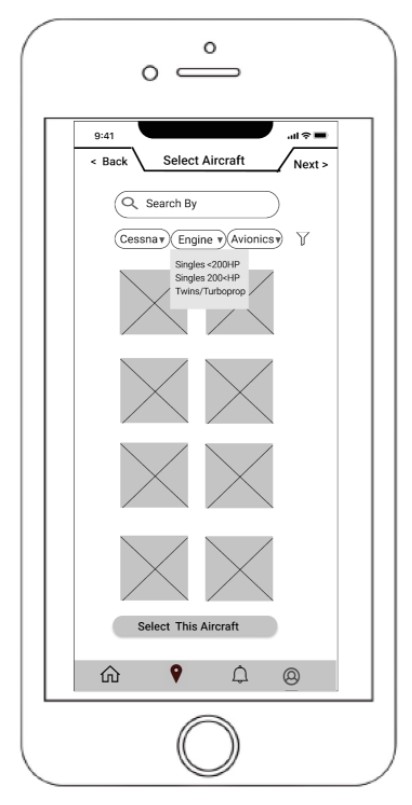 9:41
< Back
Select Aircraft
Next >
Search By
Cessna▾ Engine ▾ Avionics▾
Singles <200HP
Singles 200<HP
Twins/Turboprop
Select This Aircraft